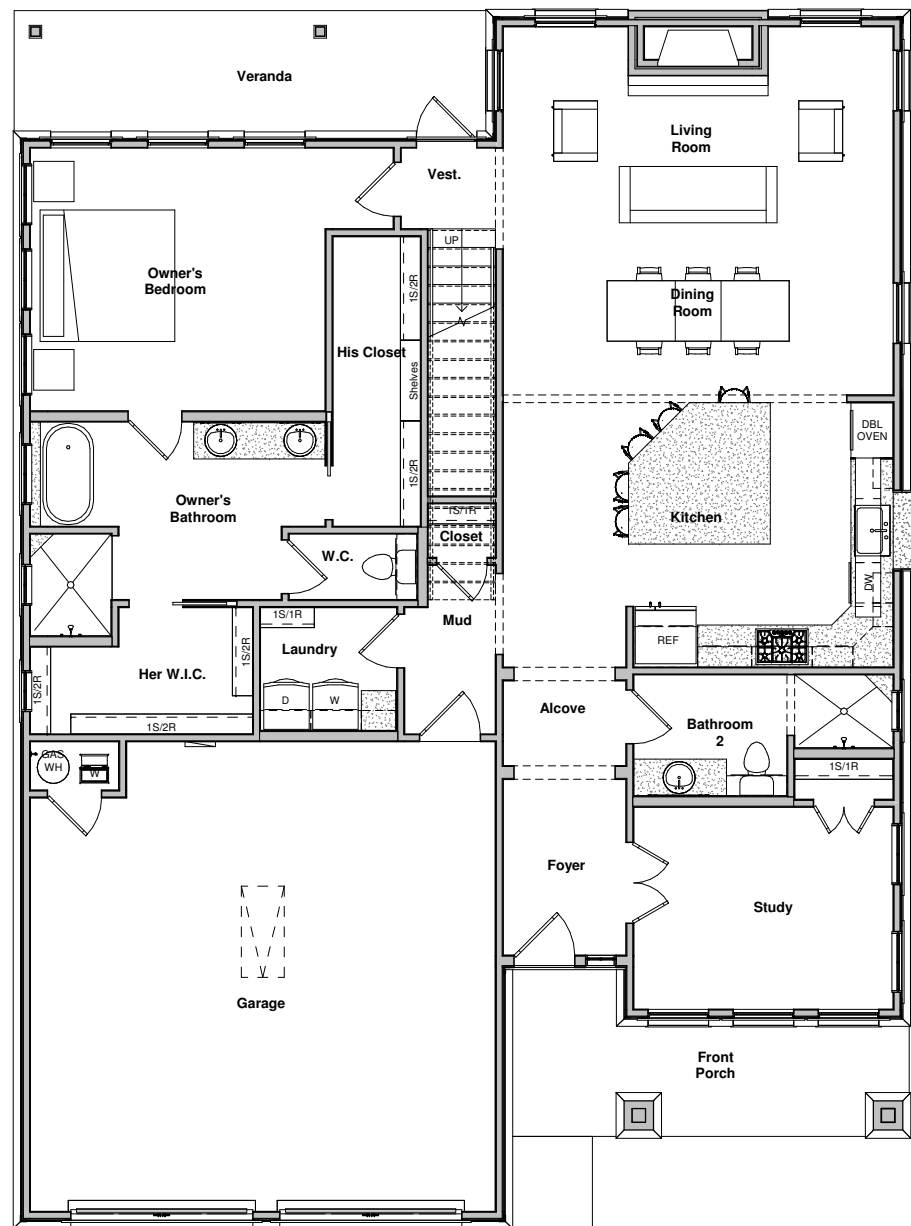 Veranda
Living
Room
Vest.
UP
Owner's
Bedroom
1S/2R
Dining
Room
His Closet
Shelves
DBL
OVEN
1S/2R
Owner's
Bathroom
1S/1R
Kitchen
Closet
W.C.
DW
1S/1R
Mud
REF
Laundry
1S/2R
Her W.I.C.
1S/2R
D
W
Alcove
Bathroom
2
1S/2R
GAS
WH
W
1S/1R
Foyer
Study
Garage
Front
Porch